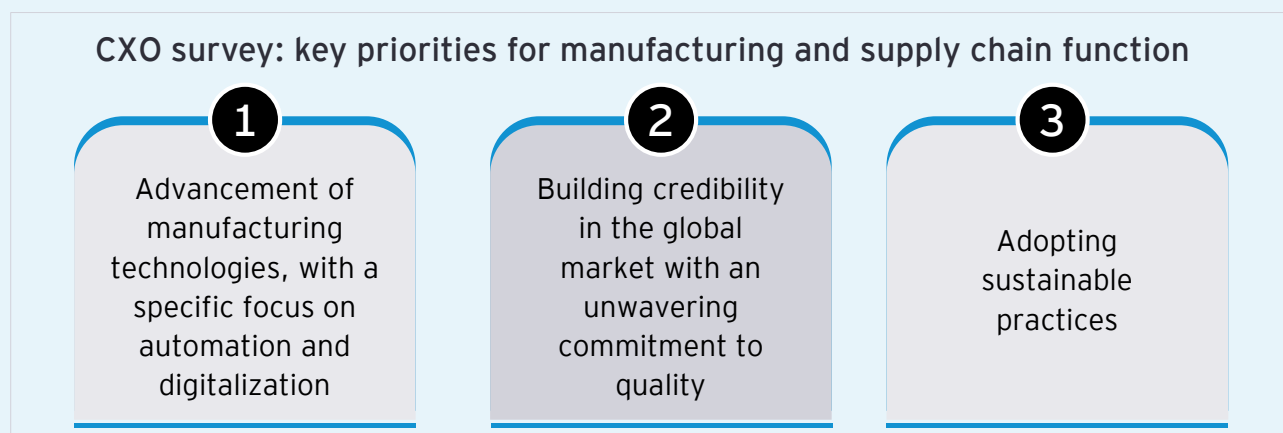 CXO survey: key priorities for manufacturing and supply chain function
1
Advancement of
manufacturing
technologies, with a
specific focus on
automation and
digitalization
2
Building credibility
in the global
market with an
unwavering
commitment to
quality
3
Adopting
sustainable
practices